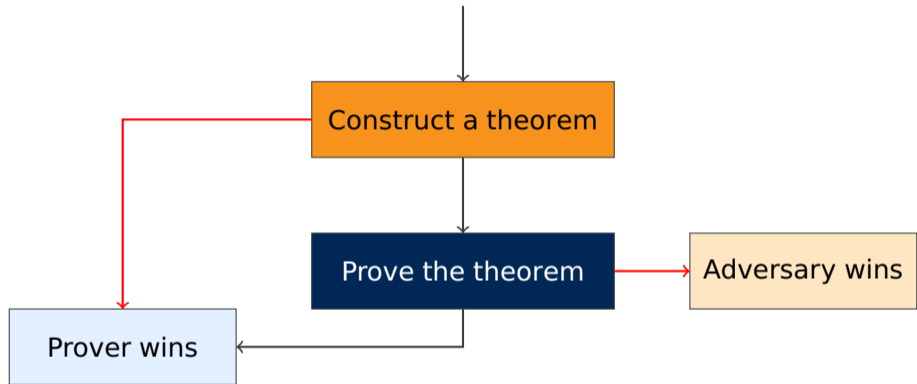 Construct a theorem
Prove the theorem
Adversary wins
Prover wins